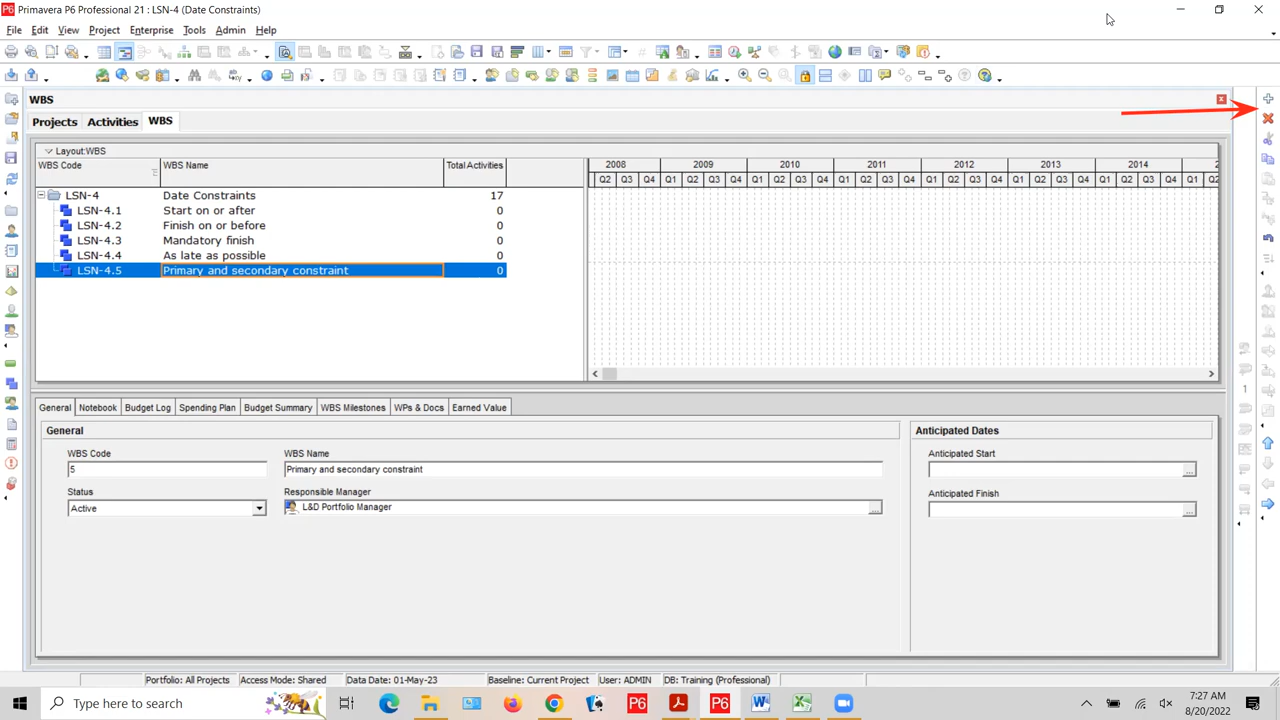 Primavera P6 Professional 21 : LSN-4 (Date Constraints)
File Edit View Project Enterprise Tools Admin Help
WBS
Projects Activities WBS
Layout:WBS
WBS Code WBS Name Total Activities
2008 2009 2010 2011 2012 2013 2014 2
Q2 Q3 Q4 Q1 Q2 Q3 Q4 Q1 Q2 Q3 Q4 Q1 Q2 Q3 Q4 Q1 Q2 Q3 Q4 Q1 Q2 Q3 Q4 Q1 Q2 Q3 Q4 Q1 Q2
LSN-4 Date Constraints 17
LSN-4.1 Start on or after 0
LSN-4.2 Finish on or before 0
LSN-4.3 Mandatory finish 0
LSN-4.4 As late as possible 0
LSN-4.5 Primary and secondary constraint 0
General Notebook Budget Log Spending Plan Budget Summary WBS Milestones WPs & Docs Earned Value
General Anticipated Dates
WBS Code WBS Name Anticipated Start
5 Primary and secondary constraint
Status Responsible Manager Anticipated Finish
Active L&D Portfolio Manager
Portfolio: All Projects Access Mode: Shared Data Date: 01-May-23 Baseline: Current Project User: ADMIN DB: Training (Professional)
Type here to search
7:27 AM
8/20/2022